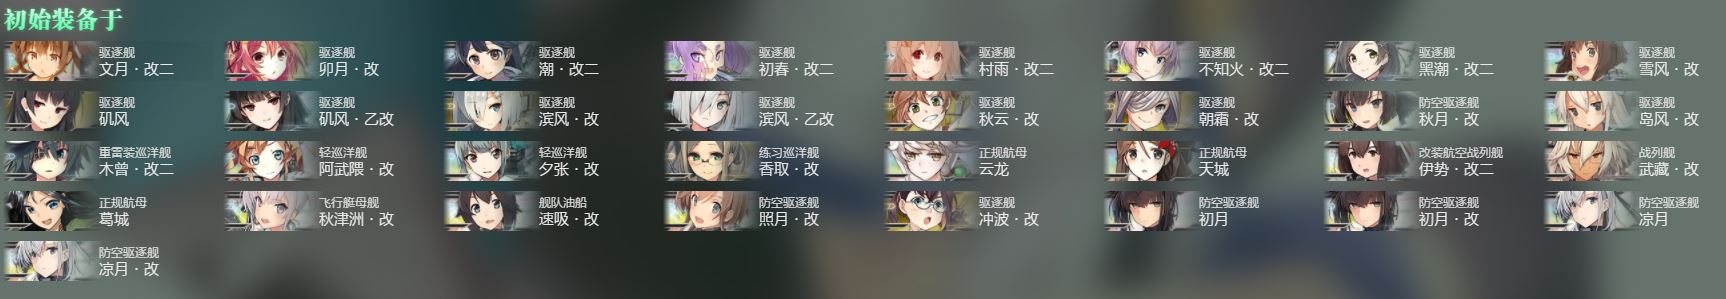 初始装备于
驱逐舰
文月・改二
驱逐舰
卯月・改
驱逐舰
潮・改二
驱逐舰
初春・改二
驱逐舰
村雨・改二
驱逐舰
不知火・改二
驱逐舰
黑潮・改二
驱逐舰
雪风・改
驱逐舰
矶风
驱逐舰
矶风・乙改
驱逐舰
滨风・改
驱逐舰
滨风・乙改
驱逐舰
秋云・改
驱逐舰
朝霜・改
防空驱逐舰
秋月・改
驱逐舰
岛风・改
重雷装巡洋舰
木曾・改二
轻巡洋舰
阿武隈・改
轻巡洋舰
夕张・改
练习巡洋舰
香取・改
正规航母
云龙
正规航母
天城
改装航空战列舰
伊势・改二
战列舰
武藏・改
正规航母
葛城
飞行艇母舰
秋津洲・改
舰队油船
速吸・改
防空驱逐舰
照月・改
驱逐舰
冲波・改
防空驱逐舰
初月
防空驱逐舰
初月・改
防空驱逐舰
凉月
防空驱逐舰
凉月・改